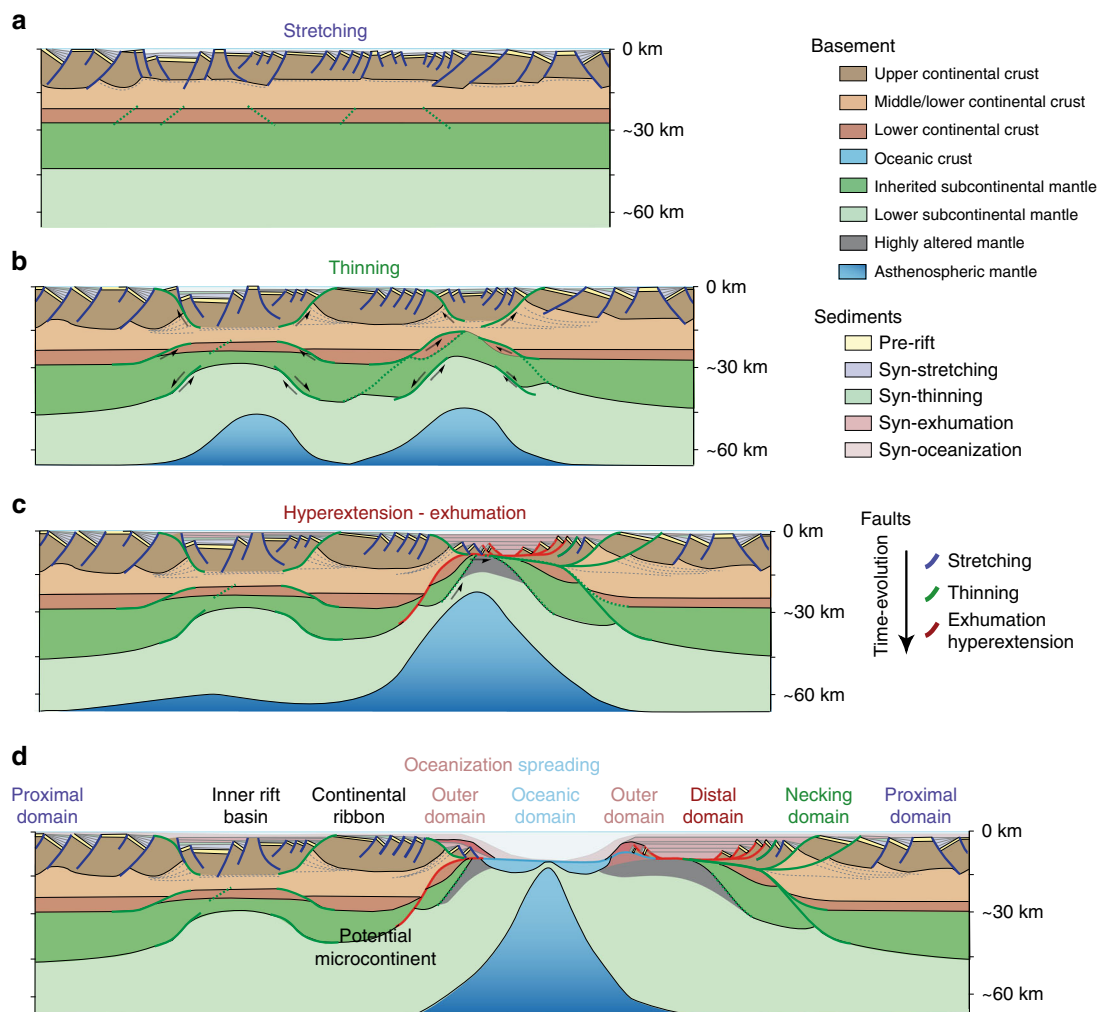 a
Stretching
0 km
~30 km
~60 km
Basement
Upper continental crust
Middle/lower continental crust
Lower continental crust
Oceanic crust
Inherited subcontinental mantle
Lower subcontinental mantle
Highly altered mantle
Asthenospheric mantle
b
Thinning
0 km
~30 km
~60 km
Sediments
Pre-rift
Syn-stretching
Syn-thinning
Syn-exhumation
Syn-oceanization
c
Hyperextension - exhumation
0 km
~30 km
~60 km
Faults
Time-evolution
Stretching
Thinning
Exhumation
hyperextension
d
Oceanization spreading
Proximal
domain
Inner rift
basin
Continental
ribbon
Outer
domain
Oceanic
domain
Outer
domain
Distal
domain
Necking
domain
Proximal
domain
0 km
~30 km
~60 km
Potential
microcontinent